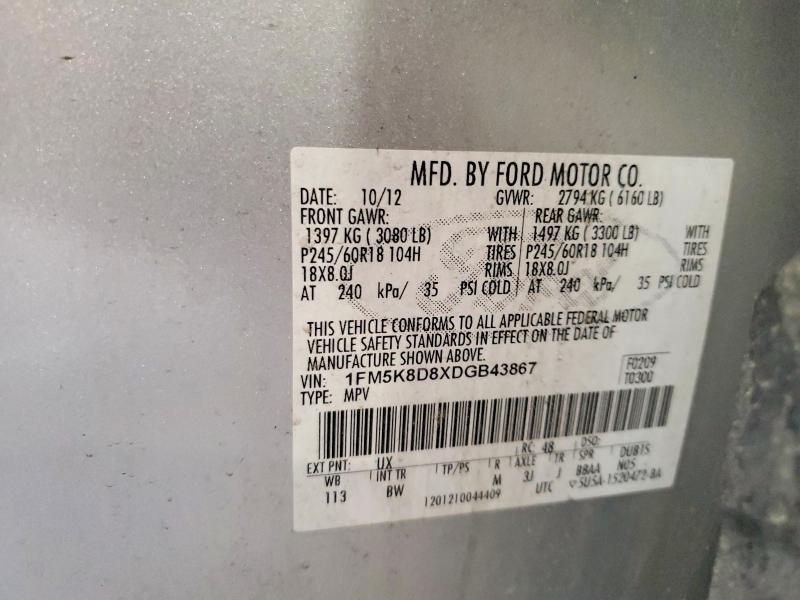 MFD. BY FORD MOTOR CO.
DATE: 10/12 GVWR: 2794 KG ( 6160 LB)
FRONT GAWR: REAR GAWR:
1397 KG ( 3080 LB) WITH 1497 KG ( 3300 LB) WITH
P245/60R18 104H TIRES P245/60R18 104H TIRES
18X8.0J RIMS 18X8.0J RIMS
AT 240 kPa/ 35 PSI COLD AT 240 kPa/ 35 PSI COLD
THIS VEHICLE CONFORMS TO ALL APPLICABLE FEDERAL MOTOR
VEHICLE SAFETY STANDARDS IN EFFECT ON THE DATE OF
MANUFACTURE SHOWN ABOVE.
VIN: 1FM5K8D8XDGB43867 F0209
TYPE: MPV T0300
EXT PNT: UX RC: 48 DSO:
WB INT TR TP/PS R AXLE TR SPR DUBTS
113 BW M 3J J BBAA N05
1201210044409 UTC 5USA-1520472-BA